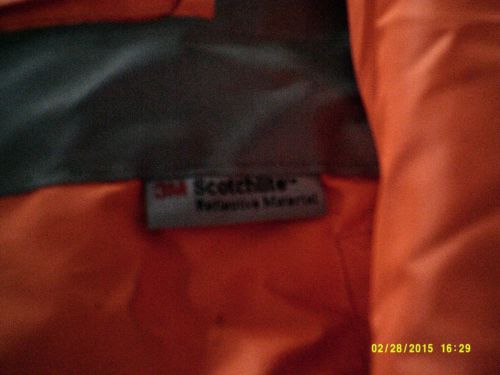 3M Scotchlite™
Reflective Material
02/28/2015 16:29